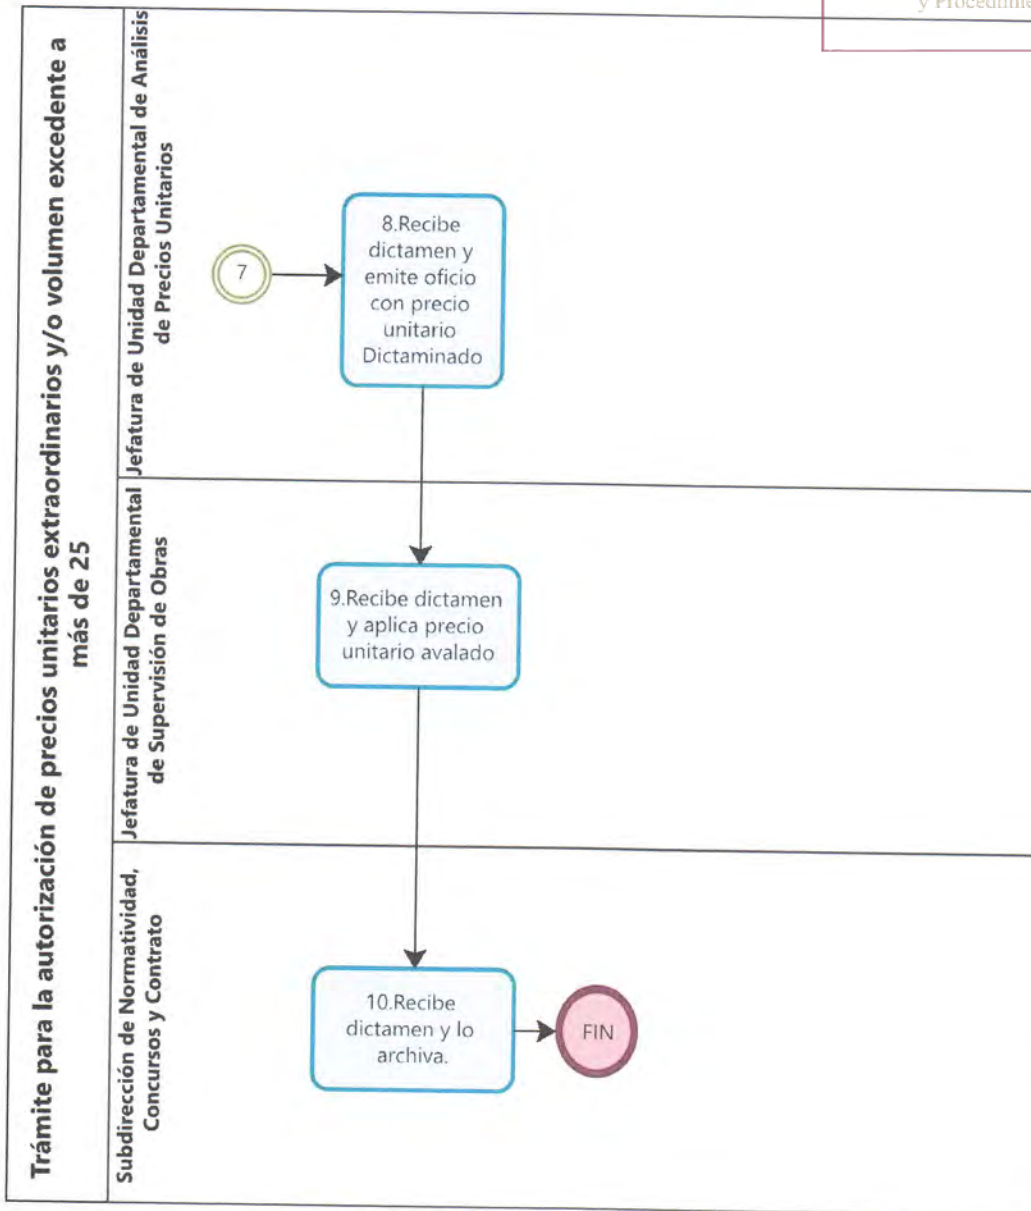 y Procedimie
Trámite para la autorización de precios unitarios extraordinarios y/o volumen excedente a
más de 25
Jefatura de Unidad Departamental de Análisis
de Precios Unitarios
7
8.Recibe
dictamen y
emite oficio
con precio
unitario
Dictaminado
Jefatura de Unidad Departamental
de Supervisión de Obras
9.Recibe dictamen
y aplica precio
unitario avalado
Subdirección de Normatividad,
Concursos y Contrato
10.Recibe
dictamen y lo
archiva.
FIN